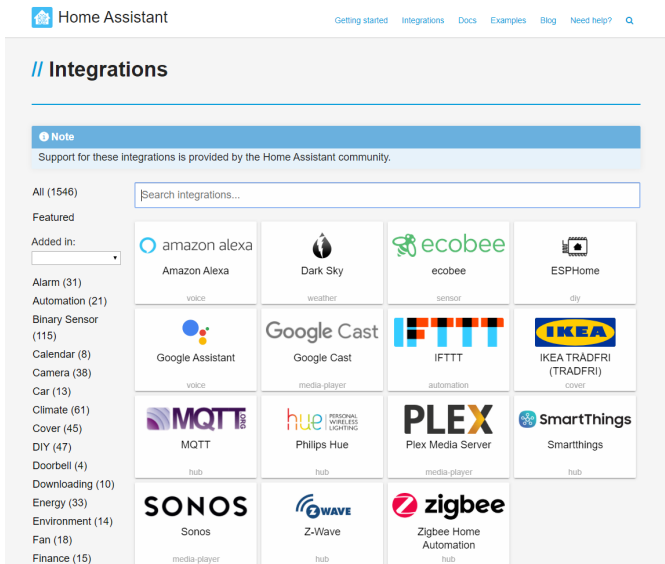 Home Assistant
Getting started Integrations Docs Examples Blog Need help?
// Integrations
Note
Support for these integrations is provided by the Home Assistant community.
All (1546)
Featured
Added in:
Alarm (31)
Automation (21)
Binary Sensor
(115)
Calendar (8)
Camera (38)
Car (13)
Climate (61)
Cover (45)
DIY (47)
Doorbell (4)
Downloading (10)
Energy (33)
Environment (14)
Fan (18)
Finance (15)
Search integrations...
amazon alexa
Amazon Alexa
voice
Dark Sky
weather
ecobee
ecobee
sensor
ESPHome
diy
Google Assistant
voice
Google Cast
Google Cast
media-player
IFTTT
IFTTT
automation
IKEA
IKEA TRÅDFRI
(TRADFRI)
cover
MQTT.ORG
MQTT
hub
hue PERSONAL
WIRELESS
LIGHTING
Philips Hue
hub
PLEX
Plex Media Server
media-player
SmartThings
Smartthings
hub
SONOS
Sonos
media-player
Z WAVE
Z-Wave
hub
zigbee
Zigbee Home
Automation
hub